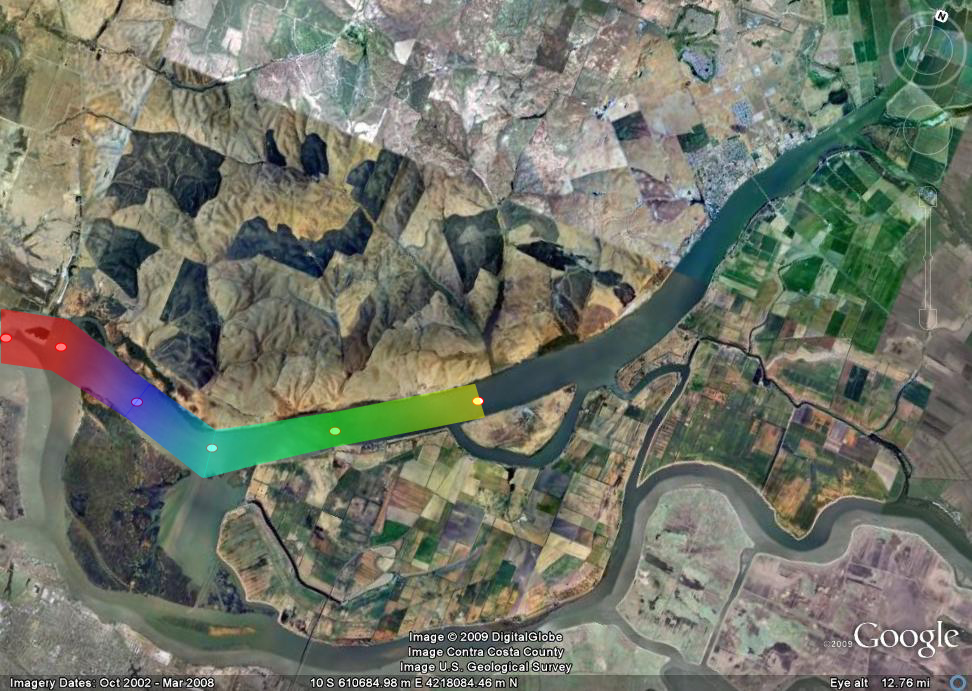 N
Image © 2009 DigitalGlobe
Image Contra Costa County
Image U.S. Geological Survey
©2009 Google
Imagery Dates: Oct 2002 - Mar 2008
10 S 610684.98 m E 4218084.46 m N
Eye alt 12.76 mi